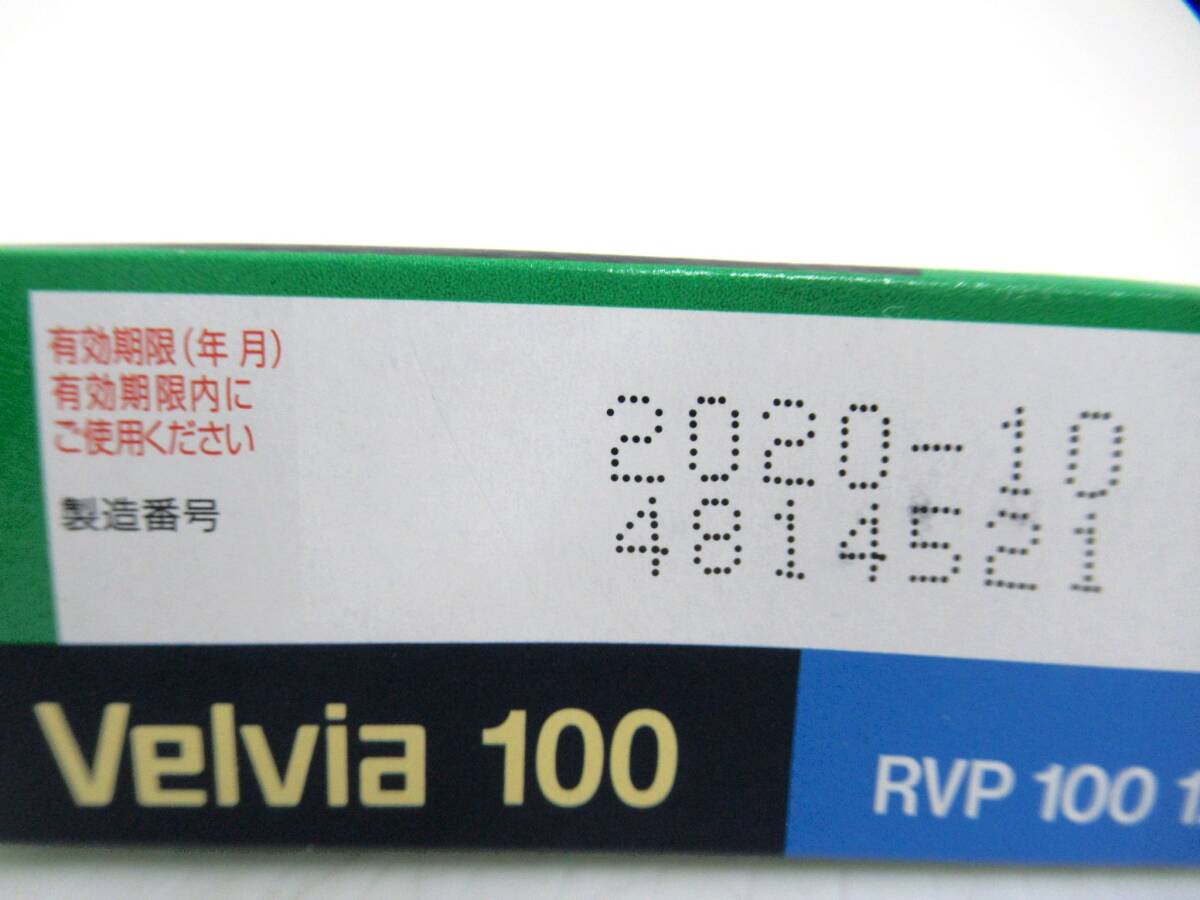 有効期限(年 月)
有効期限内に
ご使用ください
2020-10
製造番号
4814521
Velvia 100
RVP 100